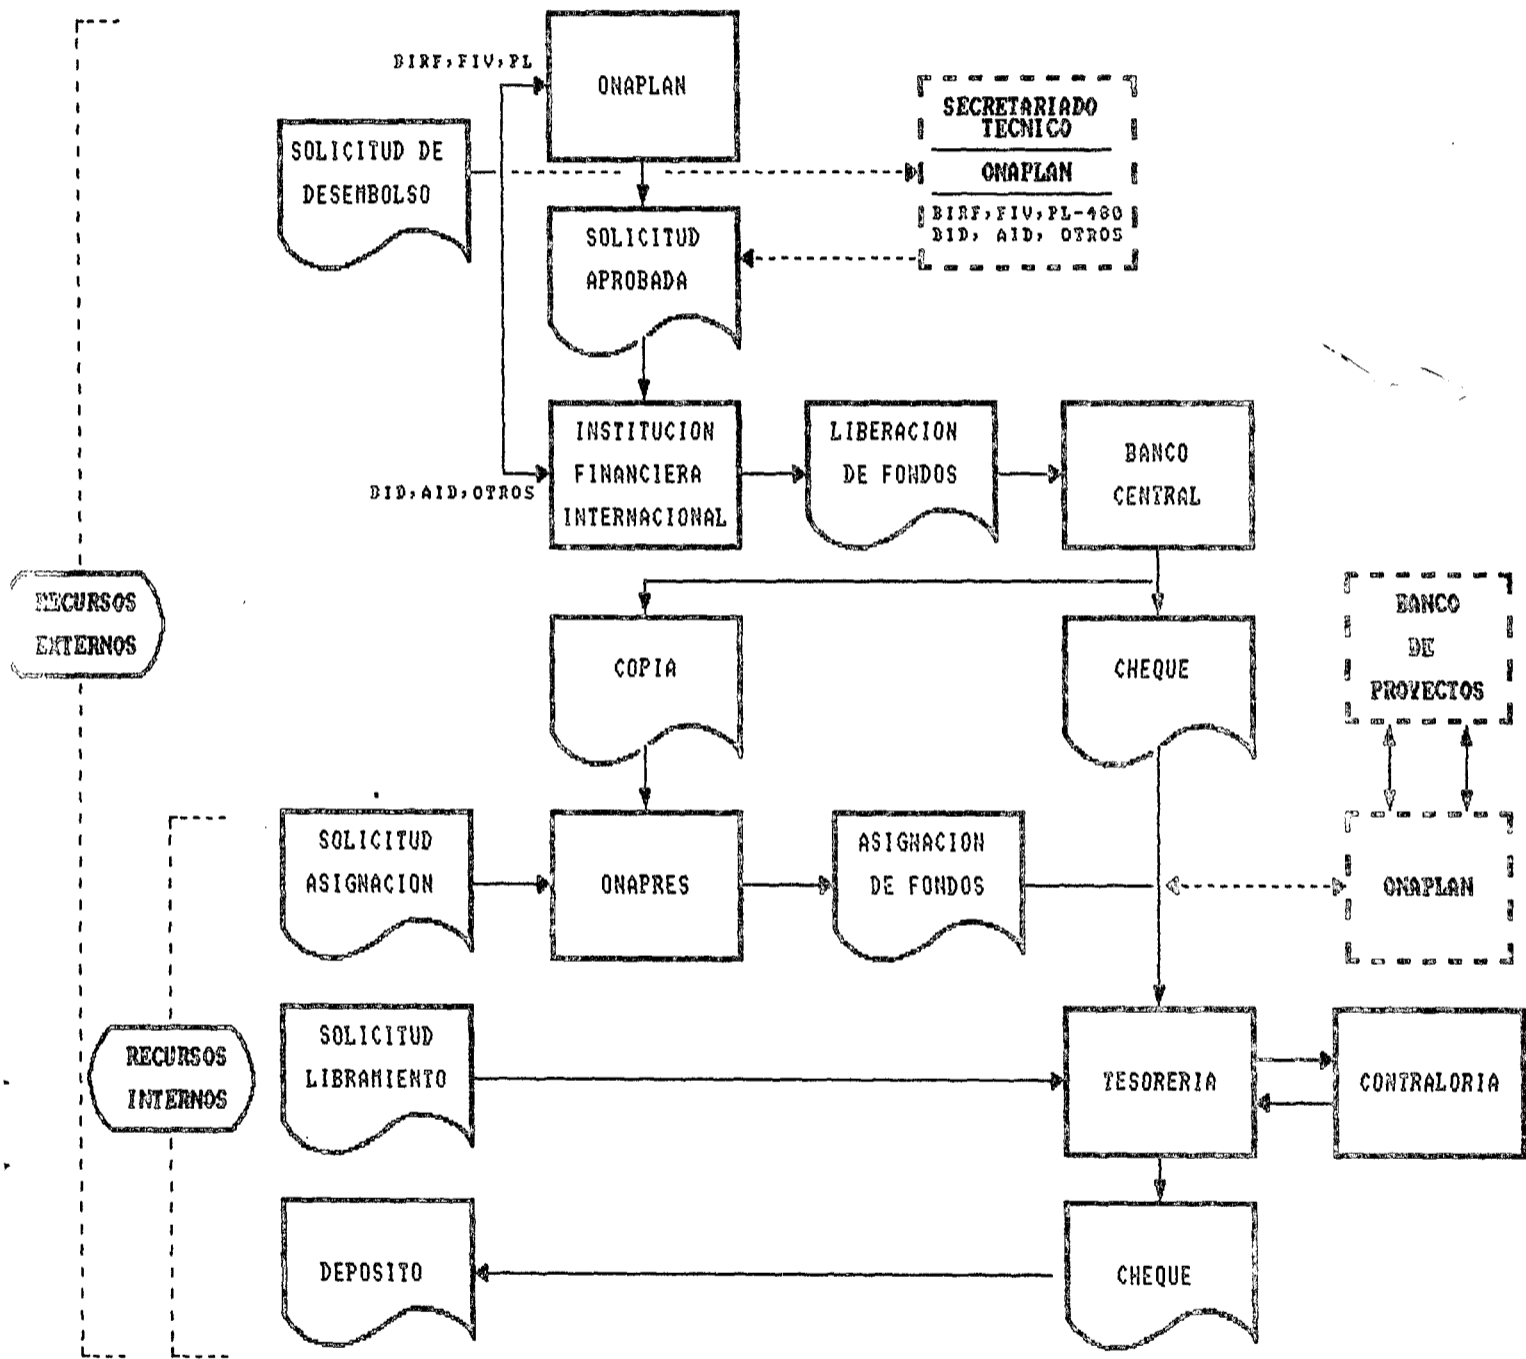 BIRF,FIV,PL
ONAPLAN
SOLICITUD DE
DESEMBOLSO
SECRETARIADO
TECNICO
ONAPLAN
BIRF,FIV,PL-480
BID, AID, OTROS
SOLICITUD
APROBADA
INSTITUCION
FINANCIERA
INTERNACIONAL
BID,AID,OTROS
LIBERACION
DE FONDOS
BANCO
CENTRAL
RECURSOS
EXTERNOS
COPIA
CHEQUE
BANCO
DE
PROYECTOS
SOLICITUD
ASIGNACION
ONAPRES
ASIGNACION
DE FONDOS
ONAPLAN
RECURSOS
INTERNOS
SOLICITUD
LIBRAMIENTO
TESORERIA
CONTRALORIA
DEPOSITO
CHEQUE